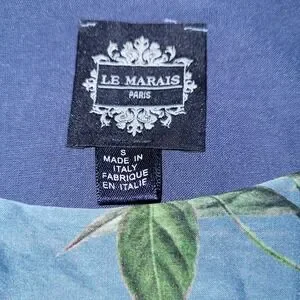 LE MARAIS
PARIS
S
MADE IN
ITALY
FABRIQUE
EN ITALIE